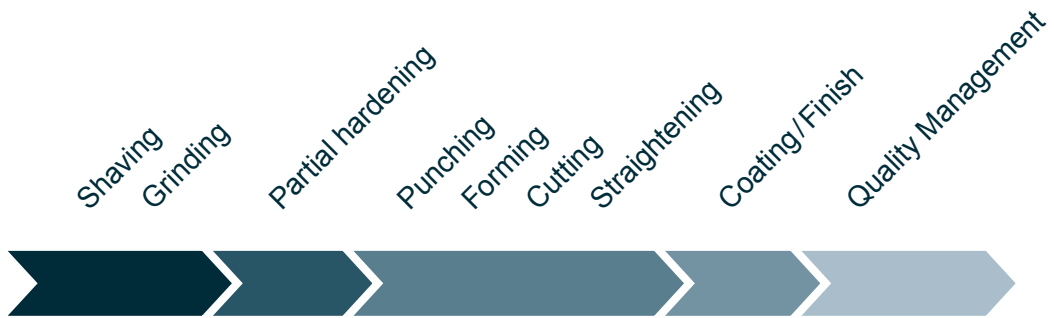 Shaving
Grinding
Partial hardening
Punching
Forming
Cutting
Straightening
Coating/Finish
Quality Management